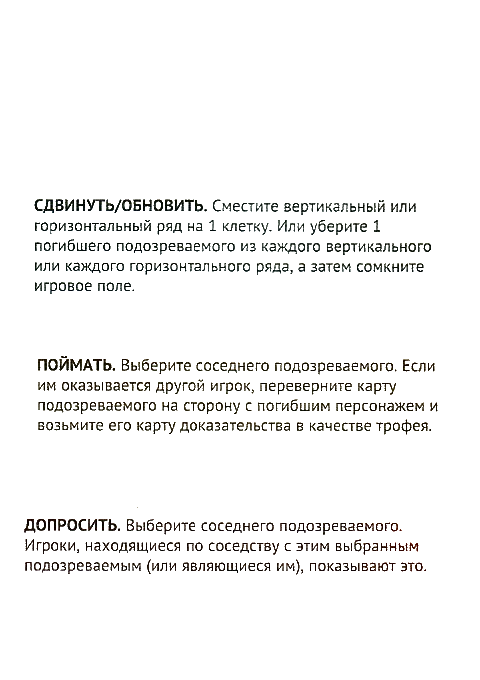 СДВИНУТЬ/ОБНОВИТЬ. Сместите вертикальный или
горизонтальный ряд на 1 клетку. Или уберите 1
погибшего подозреваемого из каждого вертикального
или каждого горизонтального ряда, а затем сомкните
игровое поле.
ПОЙМАТЬ. Выберите соседнего подозреваемого. Если
им оказывается другой игрок, переверните карту
подозреваемого на сторону с погибшим персонажем и
возьмите его карту доказательства в качестве трофея.
ДОПРОСИТЬ. Выберите соседнего подозреваемого.
Игроки, находящиеся по соседству с этим выбранным
подозреваемым (или являющиеся им), показывают это.